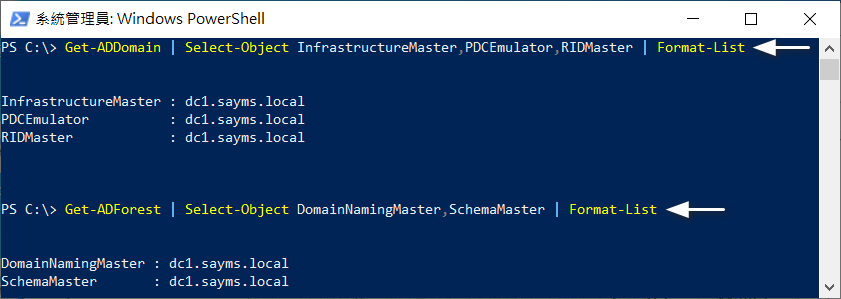 系統管理員: Windows PowerShell
PS C:\> Get-ADDomain | Select-Object InfrastructureMaster,PDCEmulator,RIDMaster | Format-List
InfrastructureMaster : dc1.sayms.local
PDCEmulator          : dc1.sayms.local
RIDMaster            : dc1.sayms.local
PS C:\> Get-ADForest | Select-Object DomainNamingMaster,SchemaMaster | Format-List
DomainNamingMaster : dc1.sayms.local
SchemaMaster       : dc1.sayms.local